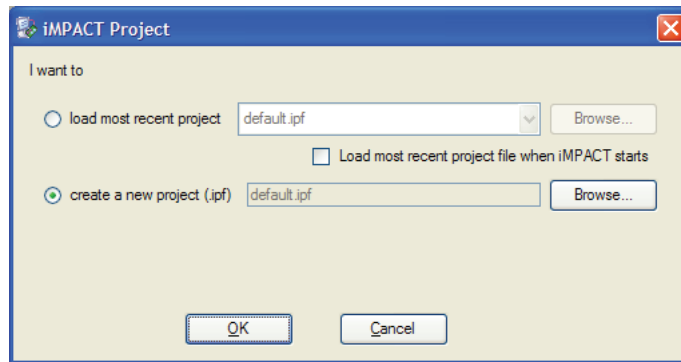 iMPACT Project
I want to
load most recent project default.ipf Browse...
Load most recent project file when iMPACT starts
create a new project (.ipf) default.ipf Browse...
OK Cancel